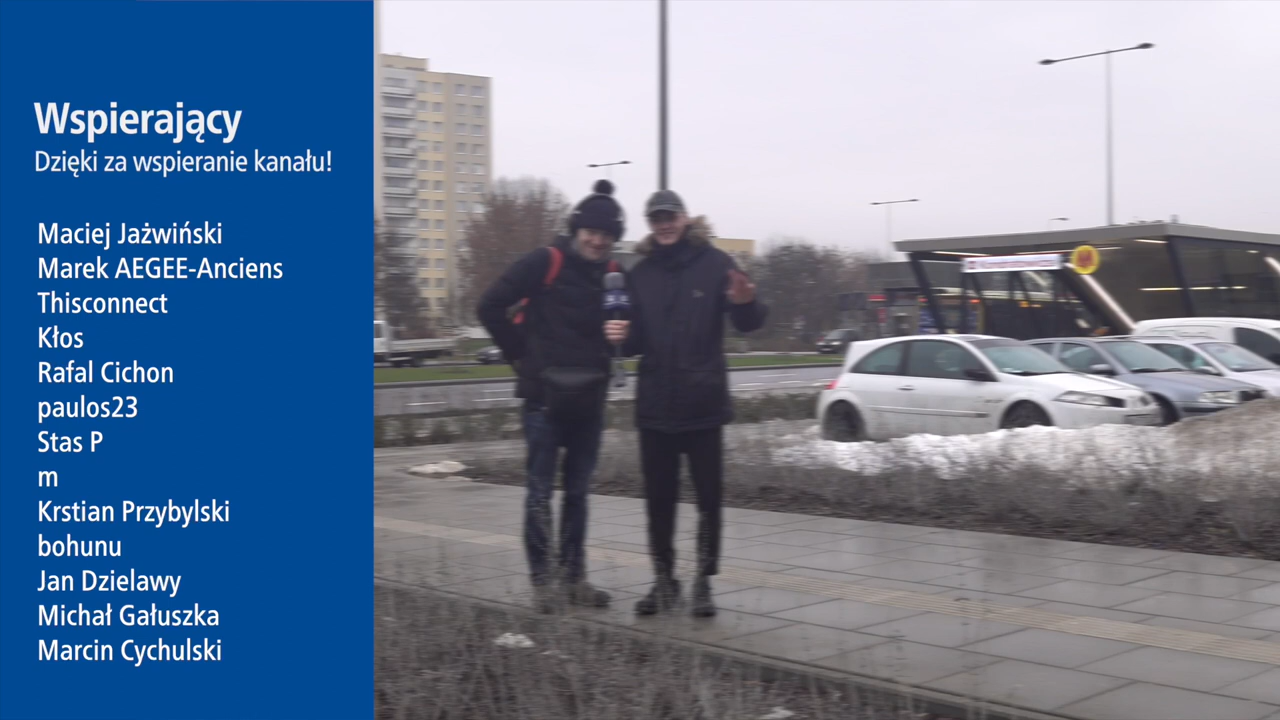 Wspierający
Dzięki za wspieranie kanału!
Maciej Jażwiński
Marek AEGEE-Anciens
Thisconnect
Kłos
Rafal Cichon
paulos23
Stas P
m
Krstian Przybylski
bohunu
Jan Dzielawy
Michał Gałuszka
Marcin Cychulski